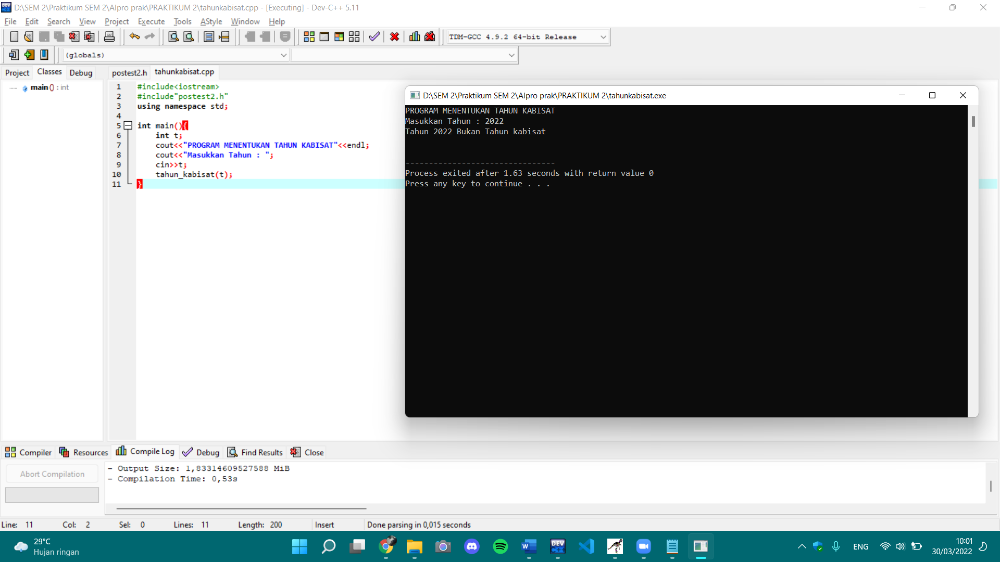 D:\SEM 2\Praktikum SEM 2\Alpro prak\PRAKTIKUM 2\tahunkabisat.cpp - [Executing] - Dev-C++ 5.11
File Edit Search View Project Execute Tools AStyle Window Help
TDM-GCC 4.9.2 64-bit Release
(globals)
Project Classes Debug
postest2.h tahunkabisat.cpp
main () : int
1 #include<iostream>
2 #include"postest2.h"
3 using namespace std;
4
5 int main(){
6 int t;
7 cout<<"PROGRAM MENENTUKAN TAHUN KABISAT"<<endl;
8 cout<<"Masukkan Tahun : ";
9 cin>>t;
10 tahun_kabisat(t);
11 }
D:\SEM 2\Praktikum SEM 2\Alpro prak\PRAKTIKUM 2\tahunkabisat.exe
PROGRAM MENENTUKAN TAHUN KABISAT
Masukkan Tahun : 2022
Tahun 2022 Bukan Tahun kabisat
--------------------------------
Process exited after 1.63 seconds with return value 0
Press any key to continue . . .
Compiler Resources Compile Log Debug Find Results Close
Abort Compilation
- Output Size: 1,83314609527588 MiB
- Compilation Time: 0,53s
Line: 11 Col: 2 Sel: 0 Lines: 11 Length: 200 Insert Done parsing in 0,015 seconds
29°C
Hujan ringan
DEV
C++
W
ENG
10:01
30/03/2022